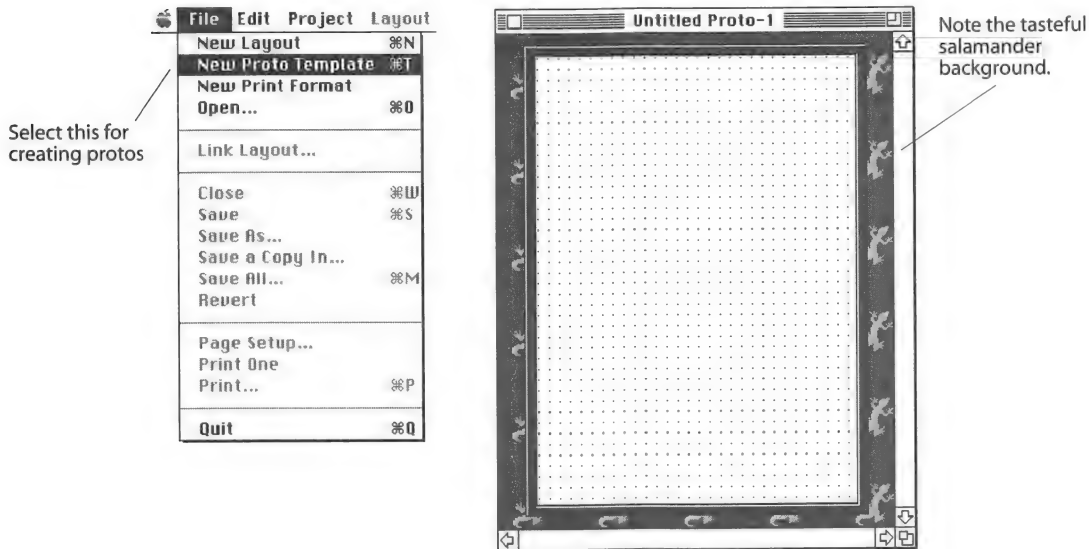 File Edit Project Layout
New Layout ⌘N
New Proto Template ⌘T
New Print Format
Open... ⌘O
Link Layout...
Close ⌘W
Save ⌘S
Save As...
Save a Copy In...
Save All... ⌘M
Revert
Page Setup...
Print One
Print... ⌘P
Quit ⌘Q
Select this for
creating protos
Untitled Proto-1
Note the tasteful
salamander
background.